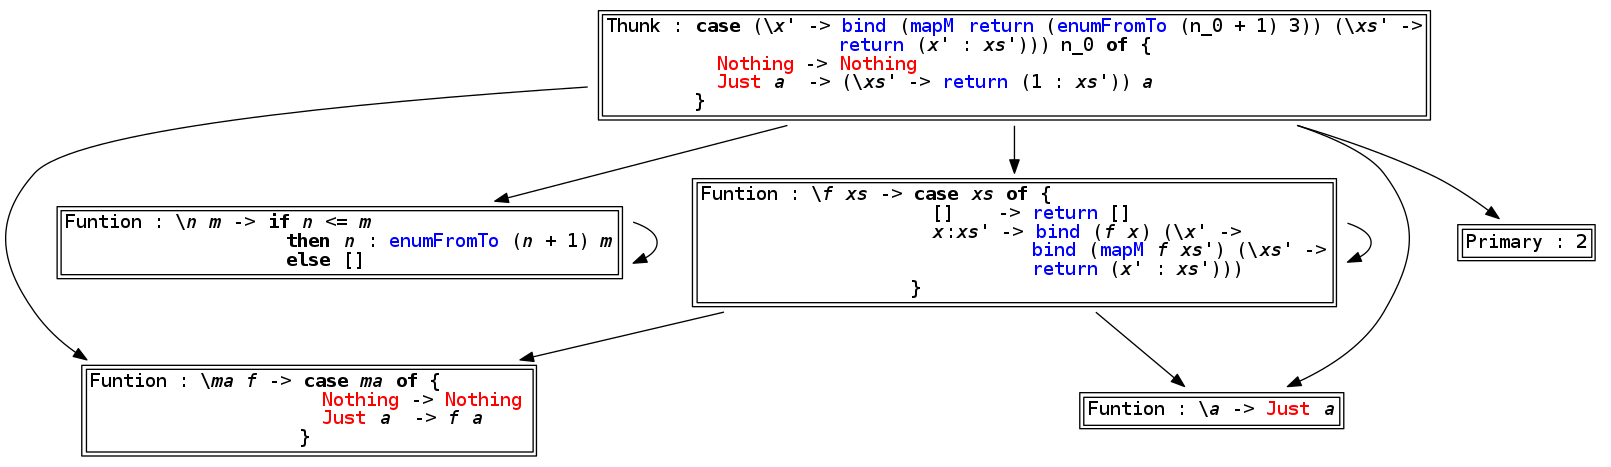 Thunk : case (\x' -> bind (mapM return (enumFromTo (n_0 + 1) 3)) (\xs' ->
return (x' : xs'))) n_0 of {
Nothing -> Nothing
Just a  -> (\xs' -> return (1 : xs')) a
}
Funtion : \n m -> if n <= m
then n : enumFromTo (n + 1) m
else []
Funtion : \f xs -> case xs of {
[]    -> return []
x:xs' -> bind (f x) (\x' ->
bind (mapM f xs') (\xs' ->
return (x' : xs')))
}
Primary : 2
Funtion : \ma f -> case ma of {
Nothing -> Nothing
Just a  -> f a
}
Funtion : \a -> Just a